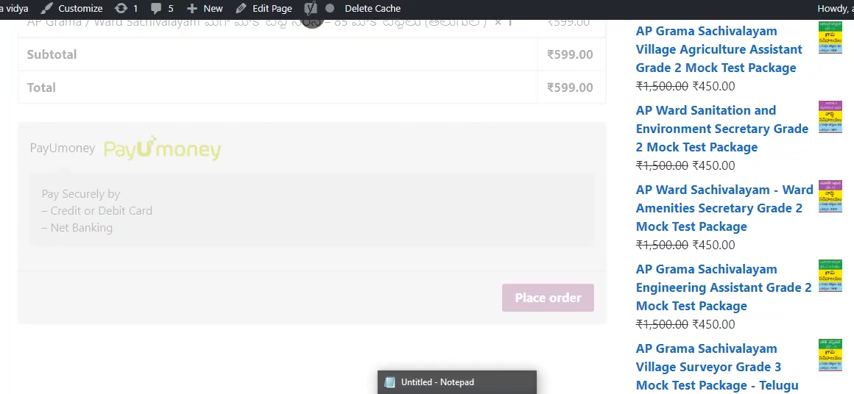 a vidya Customize 1 5 New Edit Page Delete Cache Howdy, a
AP Grama / Ward Sachivalayam × 1 ₹599.00
Subtotal ₹599.00
Total ₹599.00
PayUmoney PayUmoney
Pay Securely by
– Credit or Debit Card
– Net Banking
Place order
AP Grama Sachivalayam
Village Agriculture Assistant
Grade 2 Mock Test Package
₹1,500.00 ₹450.00
AP Ward Sanitation and
Environment Secretary Grade
2 Mock Test Package
₹1,500.00 ₹450.00
AP Ward Sachivalayam - Ward
Amenities Secretary Grade 2
Mock Test Package
₹1,500.00 ₹450.00
AP Grama Sachivalayam
Engineering Assistant Grade 2
Mock Test Package
₹1,500.00 ₹450.00
AP Grama Sachivalayam
Village Surveyor Grade 3
Mock Test Package - Telugu
Untitled - Notepad